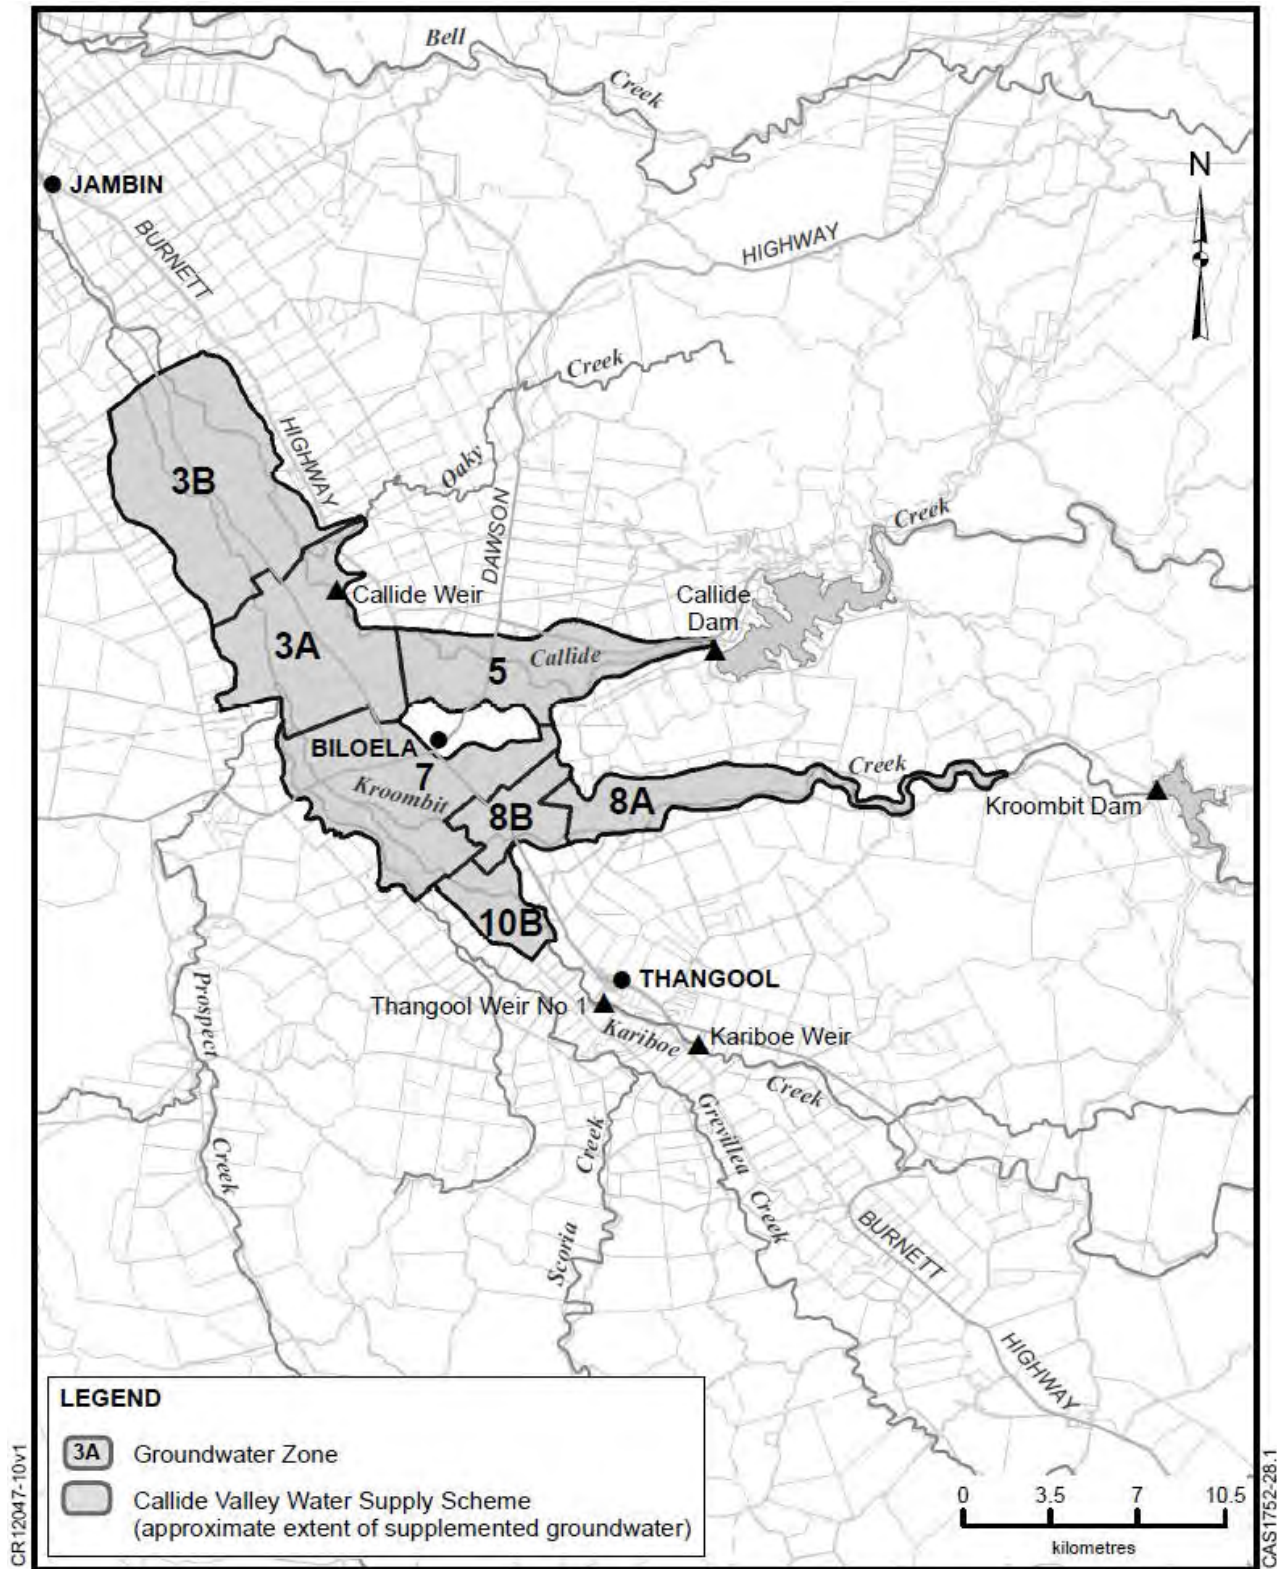 Bell
Creek
N
JAMBIN
BURNETT
HIGHWAY
HIGHWAY
Creek
3B
Oaky
DAWSON
Creek
Callide Weir
Callide
Dam
3A
5
Callide
BILOELA
7
Kroombit
Creek
8A
8B
Kroombit Dam
10B
THANGOOL
Thangool Weir No 1
Kariboe
Kariboe Weir
Creek
Prospect
Creek
Creek
Scoria
Grevillea
Creek
BURNETT
HIGHWAY
LEGEND
3A Groundwater Zone
Callide Valley Water Supply Scheme
(approximate extent of supplemented groundwater)
0 3.5 7 10.5
kilometres
CR12047-10v1
CAS1752-28.1